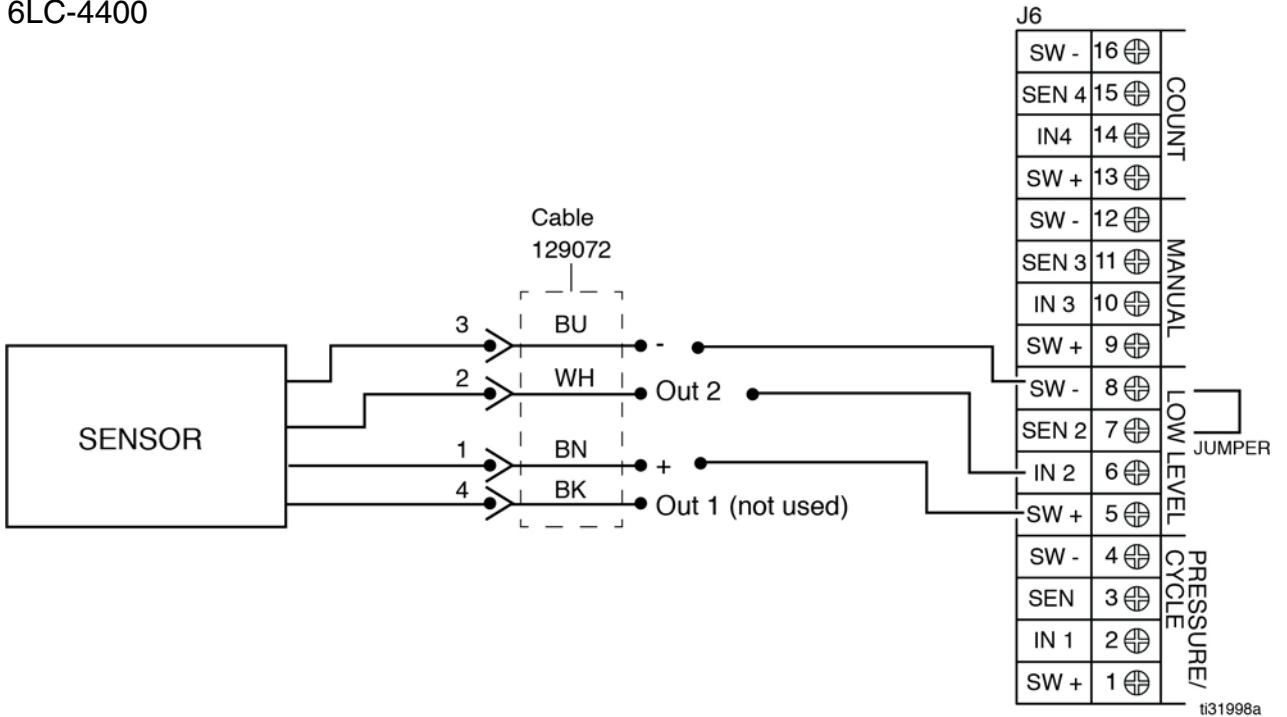 6LC-4400
J6
SW - 16
SEN 4 15
IN4 14
SW + 13
COUNT
SW - 12
SEN 3 11
IN 3 10
SW + 9
MANUAL
SW - 8
SEN 2 7
IN 2 6
SW + 5
LOW LEVEL
JUMPER
SW - 4
SEN 3
IN 1 2
SW + 1
PRESSURE/
CYCLE
Cable
129072
SENSOR
3 BU -
2 WH Out 2
1 BN +
4 BK Out 1 (not used)
ti31998a